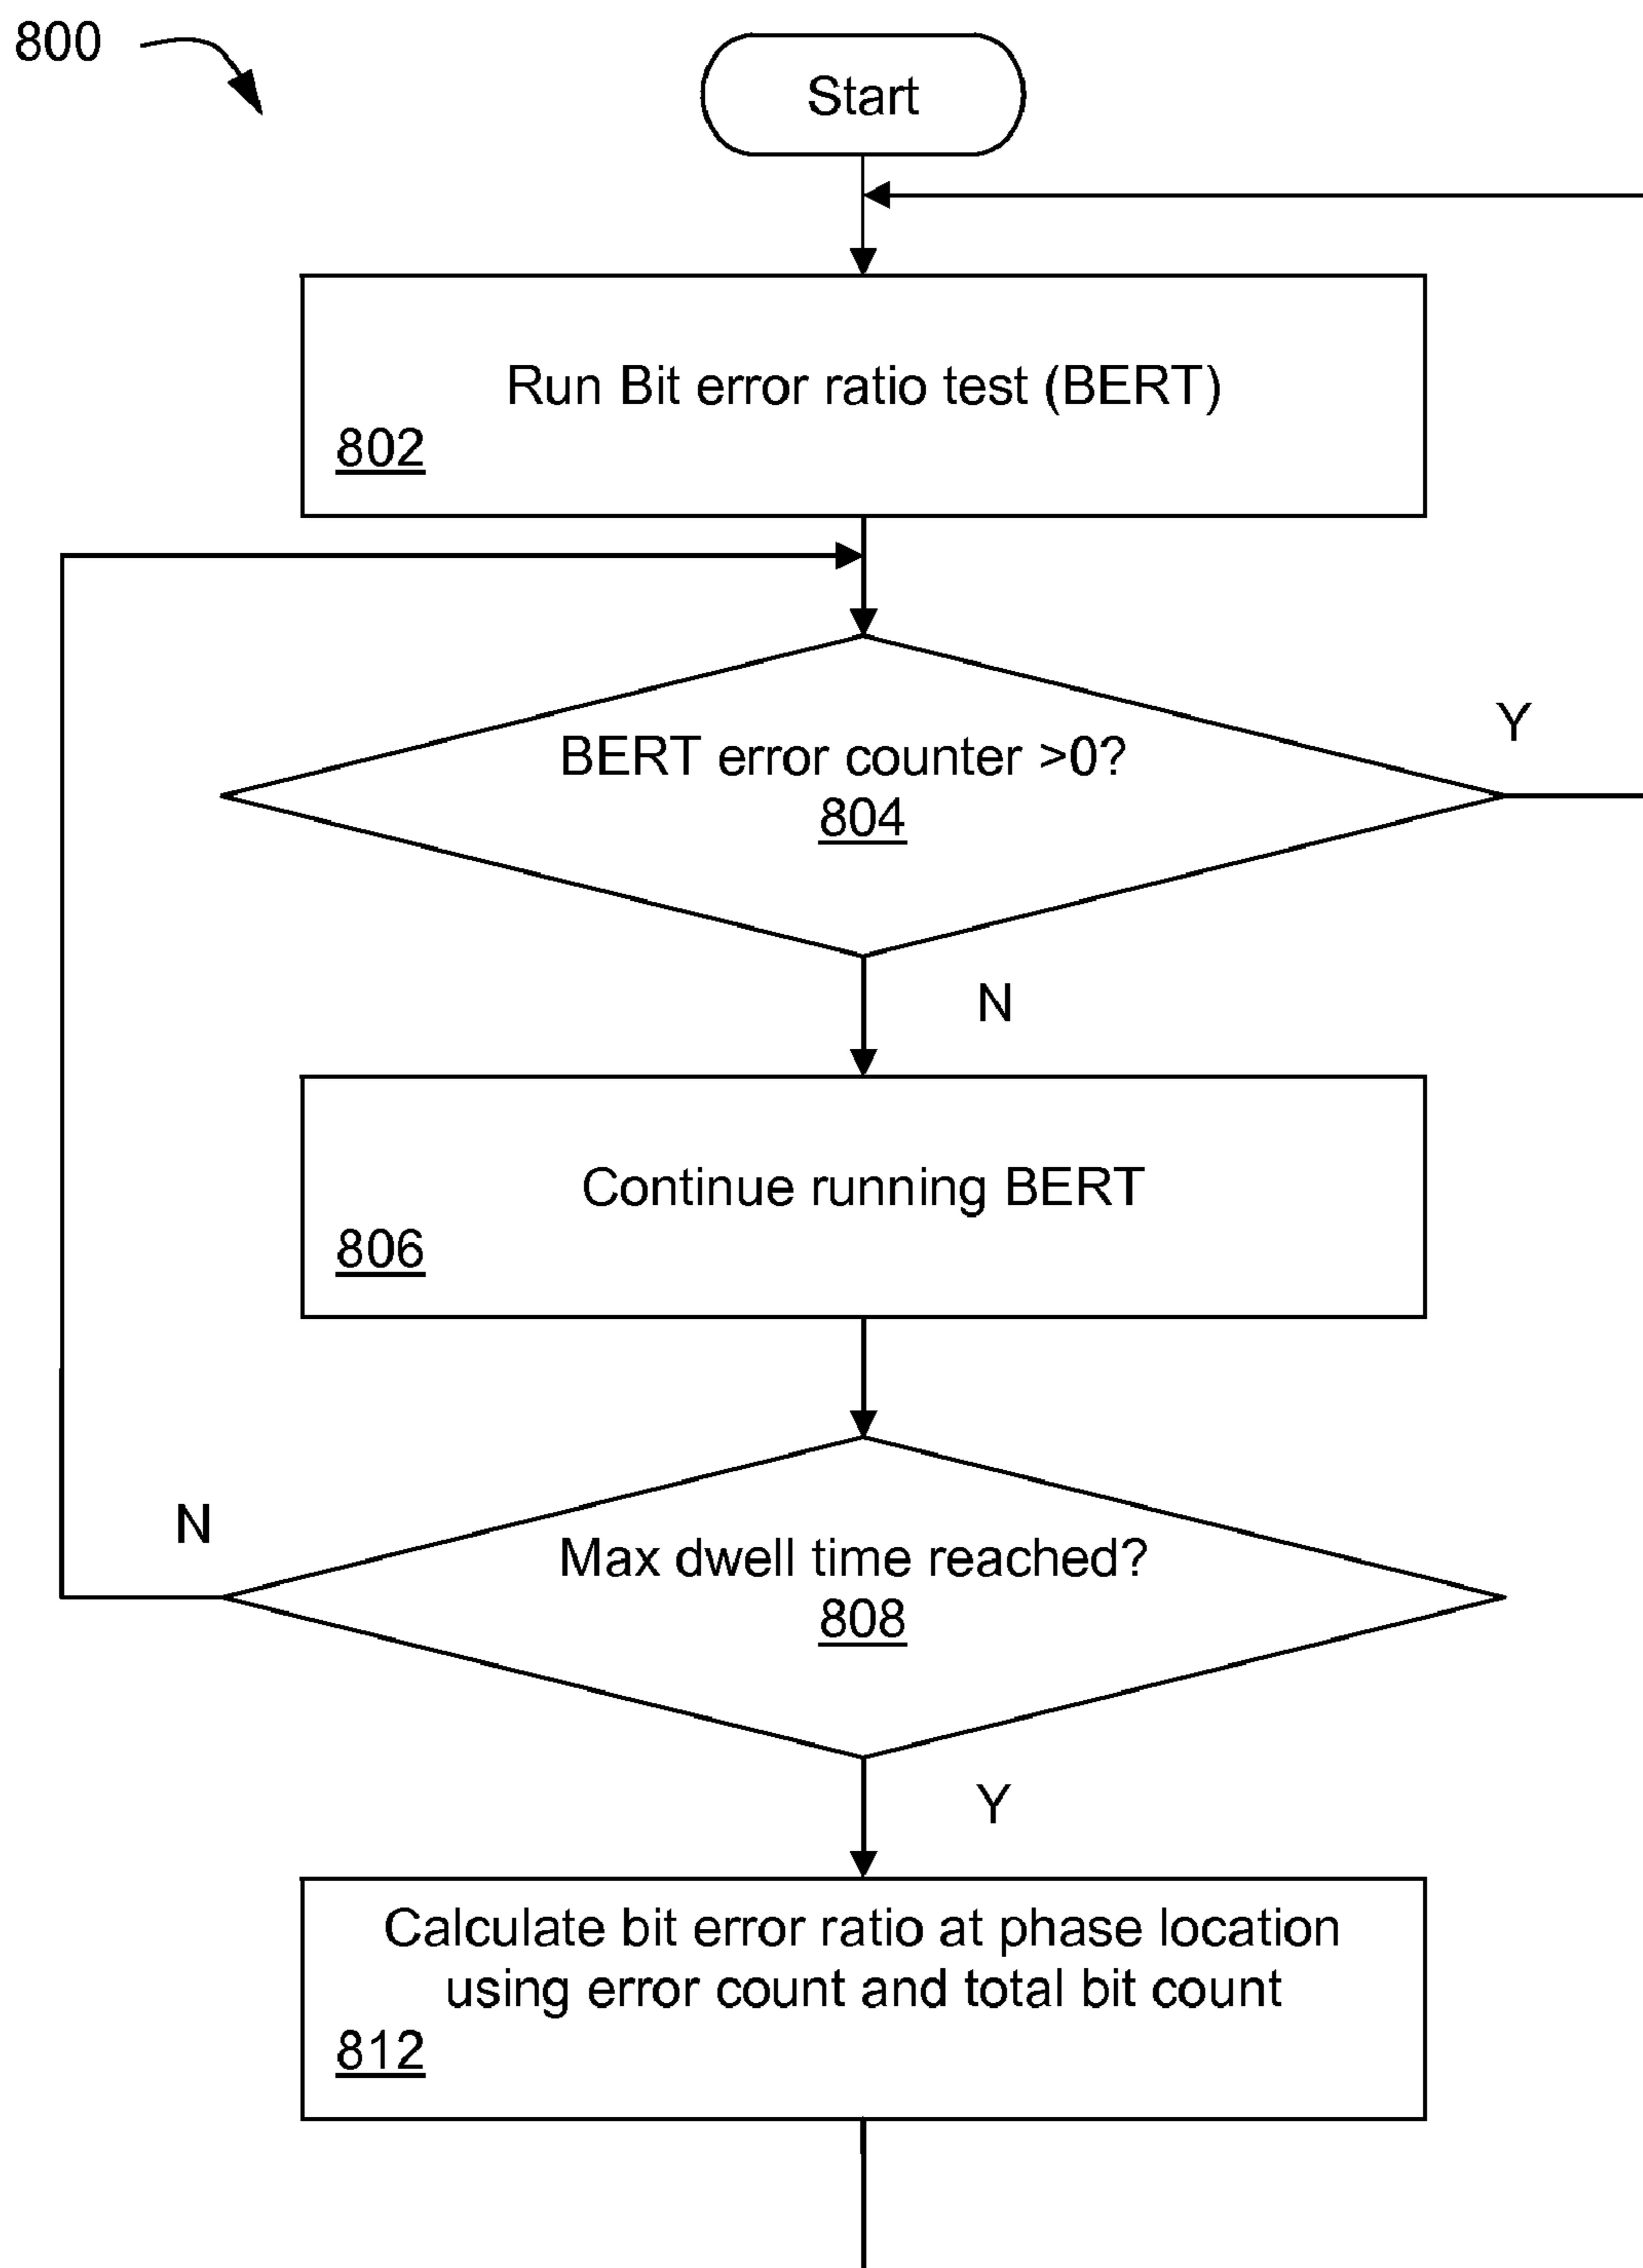 800
Start
Run Bit error ratio test (BERT)
802
BERT error counter >0?
804
Y
N
Continue running BERT
806
Max dwell time reached?
808
N
Y
Calculate bit error ratio at phase location
using error count and total bit count
812